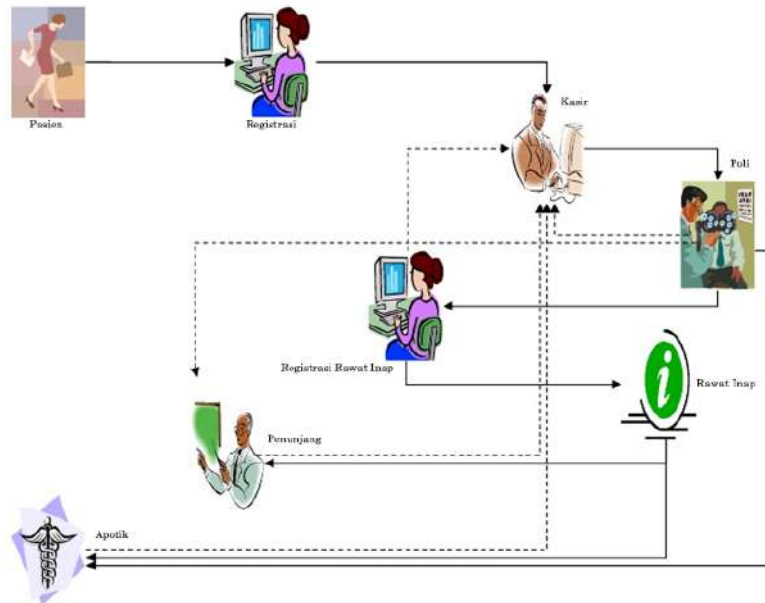 Pasien
Registrasi
Kasir
Poli
Registrasi Rawat Inap
Rawat Inap
Penunjang
Apotik